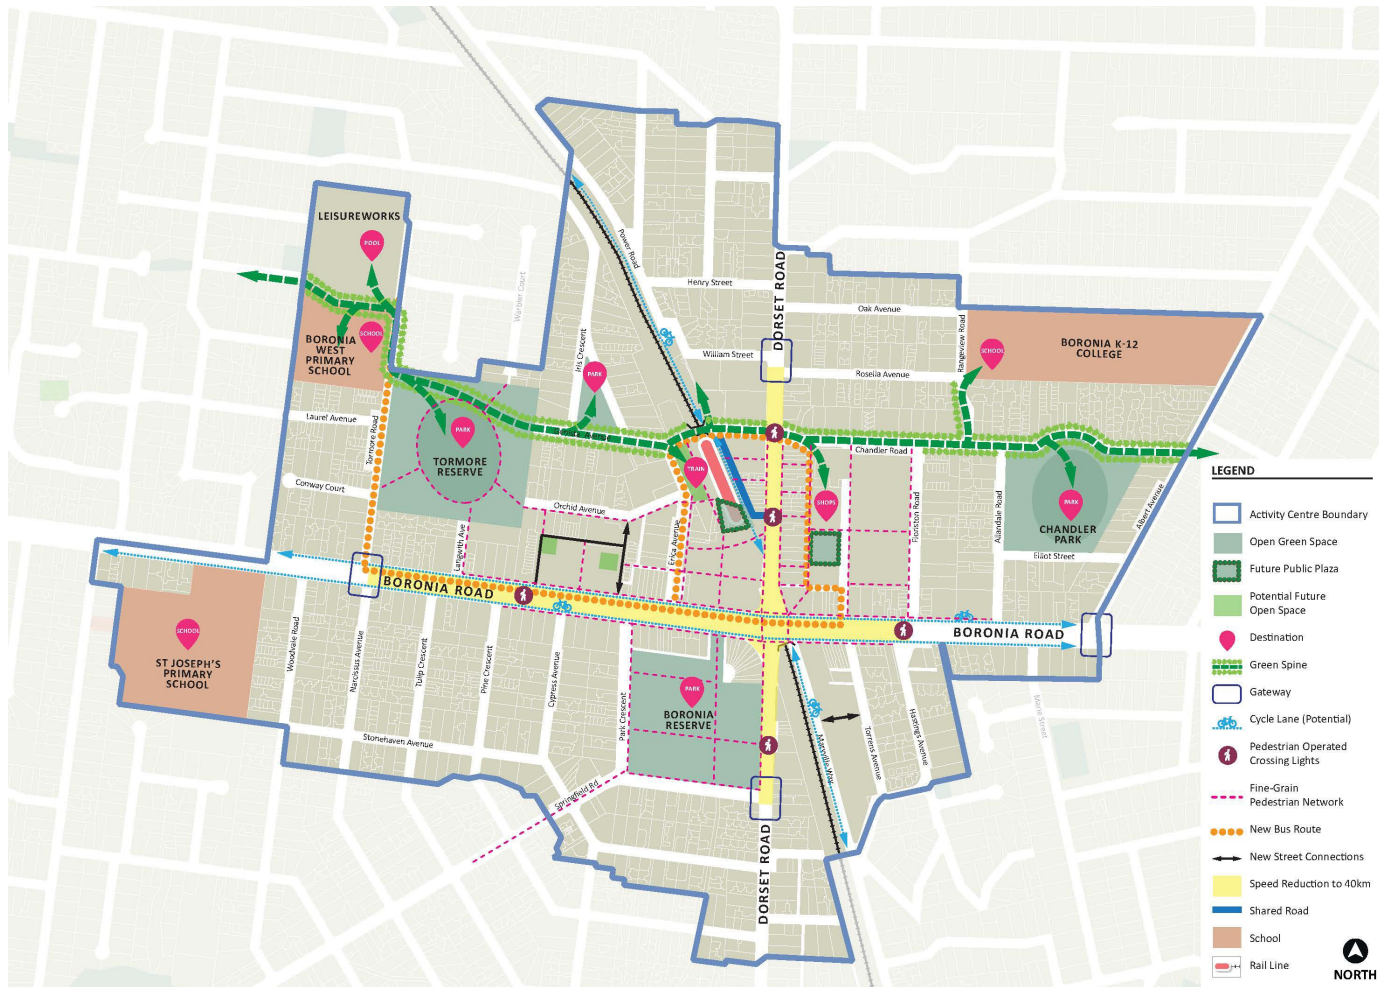 LEISUREWORKS
POOL
SCHOOL
BORONIA
WEST
PRIMARY
SCHOOL
Warbler Court
Power Road
Henry Street
DORSET ROAD
Oak Avenue
Rangeview Road
BORONIA K-12
COLLEGE
SCHOOL
William Street
Rosella Avenue
Iris Crescent
PARK
Laurel Avenue
Tormore Road
PARK
TORMORE
RESERVE
Chandler Road
TRAIN
SHOPS
Conway Court
Orchid Avenue
Erica Avenue
Floriston Road
Allandale Road
PARK
CHANDLER
PARK
Albert Avenue
Elliot Street
Langwith Ave
BORONIA ROAD
BORONIA ROAD
SCHOOL
ST JOSEPH'S
PRIMARY
SCHOOL
Woodvale Road
Narcissus Avenue
Tulip Crescent
Pine Crescent
Cypress Avenue
Park Crescent
PARK
BORONIA
RESERVE
Stonehaven Avenue
Springfield Rd
Maryville Way
Torrens Avenue
Hastings Avenue
Marie Street
DORSET ROAD
LEGEND
Activity Centre Boundary
Open Green Space
Future Public Plaza
Potential Future
Open Space
Destination
Green Spine
Gateway
Cycle Lane (Potential)
Pedestrian Operated
Crossing Lights
Fine-Grain
Pedestrian Network
New Bus Route
New Street Connections
Speed Reduction to 40km
Shared Road
School
Rail Line
NORTH